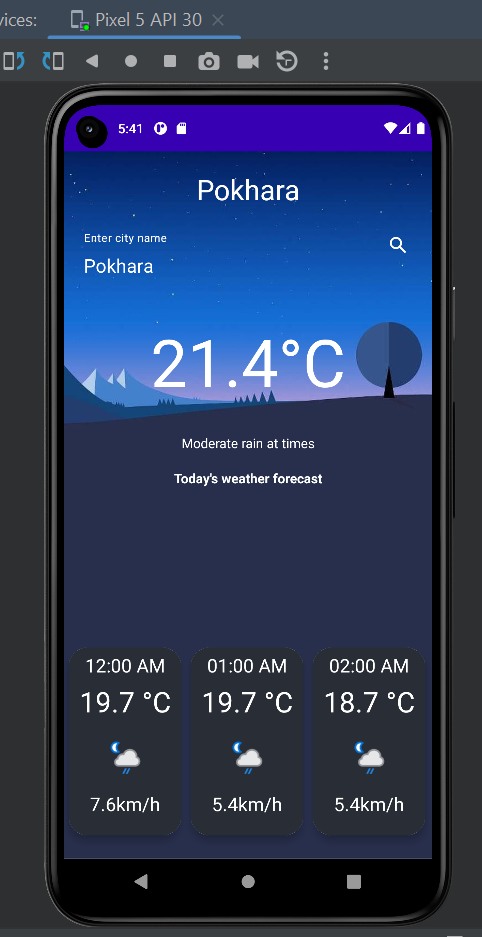 vices:
Pixel 5 API 30
5:41
Pokhara
Enter city name
Pokhara
21.4°C
Moderate rain at times
Today's weather forecast
12:00 AM 01:00 AM 02:00 AM
19.7 °C 19.7 °C 18.7 °C
7.6km/h 5.4km/h 5.4km/h